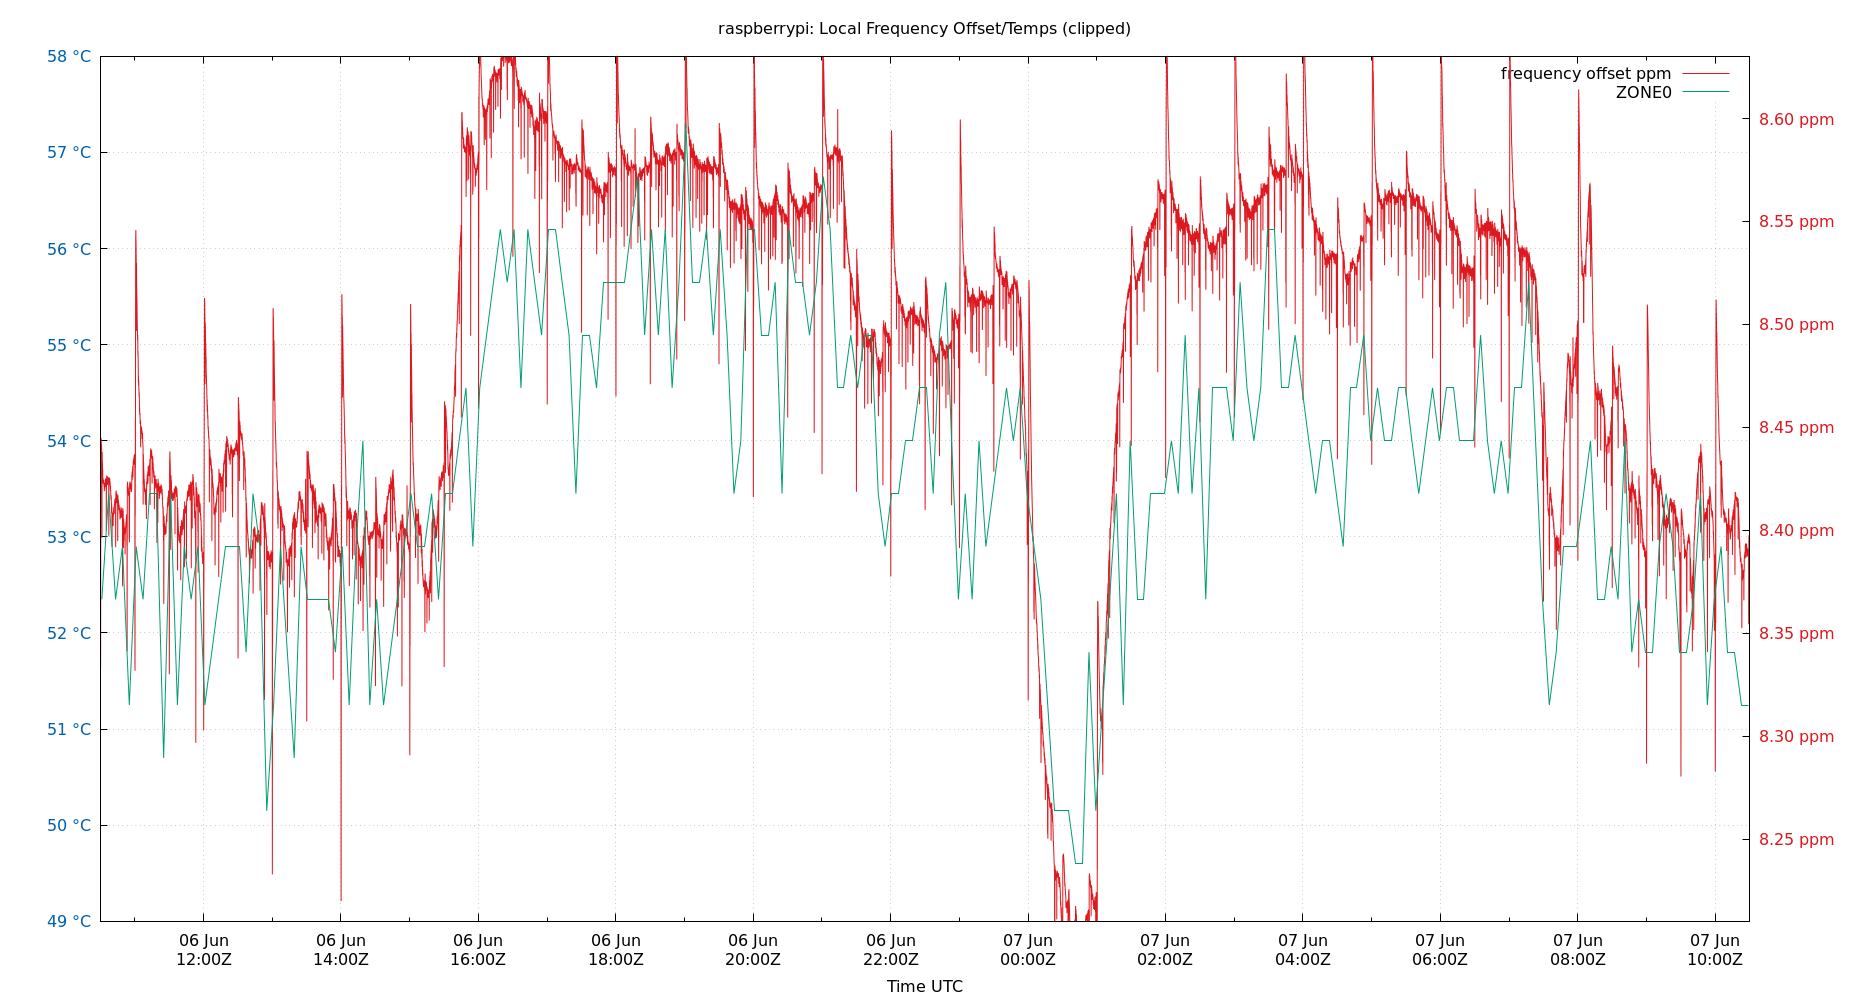 raspberrypi: Local Frequency Offset/Temps (clipped)
58 °C
57 °C
56 °C
55 °C
54 °C
53 °C
52 °C
51 °C
50 °C
49 °C
frequency offset ppm
ZONE0
8.60 ppm
8.55 ppm
8.50 ppm
8.45 ppm
8.40 ppm
8.35 ppm
8.30 ppm
8.25 ppm
06 Jun
12:00Z
06 Jun
14:00Z
06 Jun
16:00Z
06 Jun
18:00Z
06 Jun
20:00Z
06 Jun
22:00Z
07 Jun
00:00Z
07 Jun
02:00Z
07 Jun
04:00Z
07 Jun
06:00Z
07 Jun
08:00Z
07 Jun
10:00Z
Time UTC